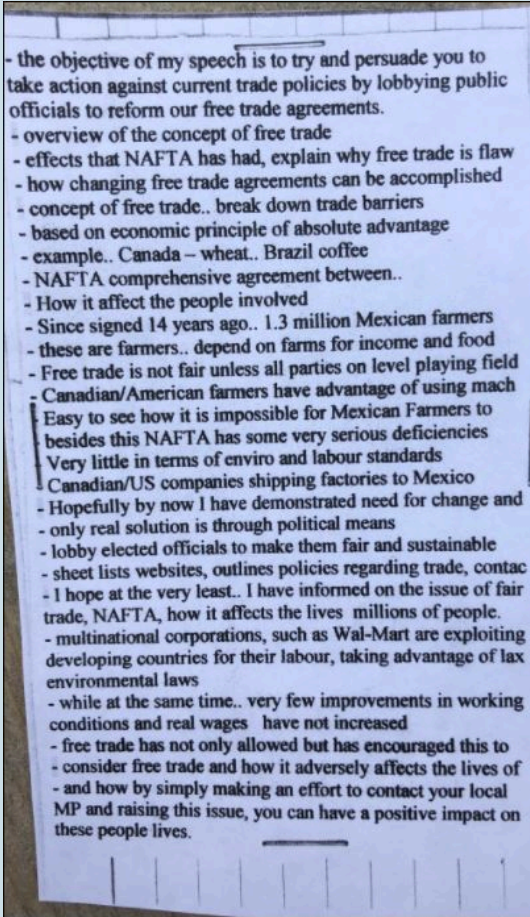 - the objective of my speech is to try and persuade you to
take action against current trade policies by lobbying public
officials to reform our free trade agreements.
- overview of the concept of free trade
- effects that NAFTA has had, explain why free trade is flaw
- how changing free trade agreements can be accomplished
- concept of free trade.. break down trade barriers
- based on economic principle of absolute advantage
- example.. Canada – wheat.. Brazil coffee
- NAFTA comprehensive agreement between..
- How it affect the people involved
- Since signed 14 years ago.. 1.3 million Mexican farmers
- these are farmers.. depend on farms for income and food
- Free trade is not fair unless all parties on level playing field
- Canadian/American farmers have advantage of using mach
Easy to see how it is impossible for Mexican Farmers to
besides this NAFTA has some very serious deficiencies
Very little in terms of enviro and labour standards
Canadian/US companies shipping factories to Mexico
- Hopefully by now I have demonstrated need for change and
- only real solution is through political means
- lobby elected officials to make them fair and sustainable
- sheet lists websites, outlines policies regarding trade, contac
- I hope at the very least.. I have informed on the issue of fair
trade, NAFTA, how it affects the lives millions of people.
- multinational corporations, such as Wal-Mart are exploiting
developing countries for their labour, taking advantage of lax
environmental laws
- while at the same time.. very few improvements in working
conditions and real wages have not increased
- free trade has not only allowed but has encouraged this to
- consider free trade and how it adversely affects the lives of
- and how by simply making an effort to contact your local
MP and raising this issue, you can have a positive impact on
these people lives.